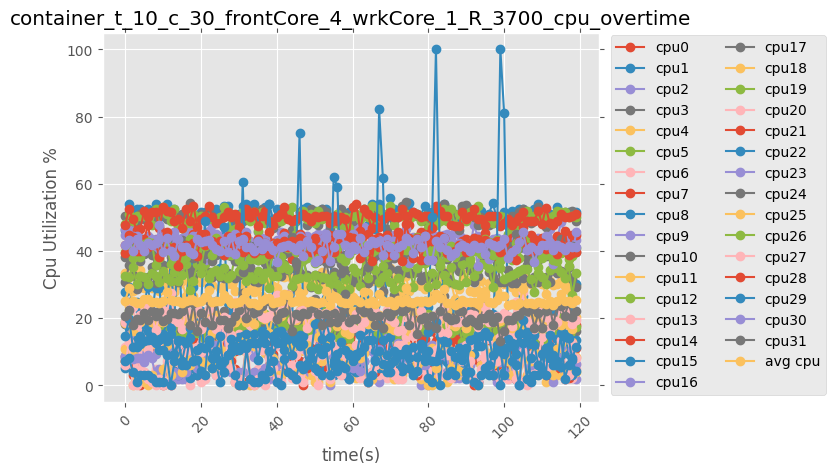 container_t_10_c_30_frontCore_4_wrkCore_1_R_3700_cpu_overtime
Cpu Utilization %
100
80
60
40
20
0
0 20 40 60 80 100 120
time(s)
cpu0
cpu1
cpu2
cpu3
cpu4
cpu5
cpu6
cpu7
cpu8
cpu9
cpu10
cpu11
cpu12
cpu13
cpu14
cpu15
cpu16
cpu17
cpu18
cpu19
cpu20
cpu21
cpu22
cpu23
cpu24
cpu25
cpu26
cpu27
cpu28
cpu29
cpu30
cpu31
avg cpu